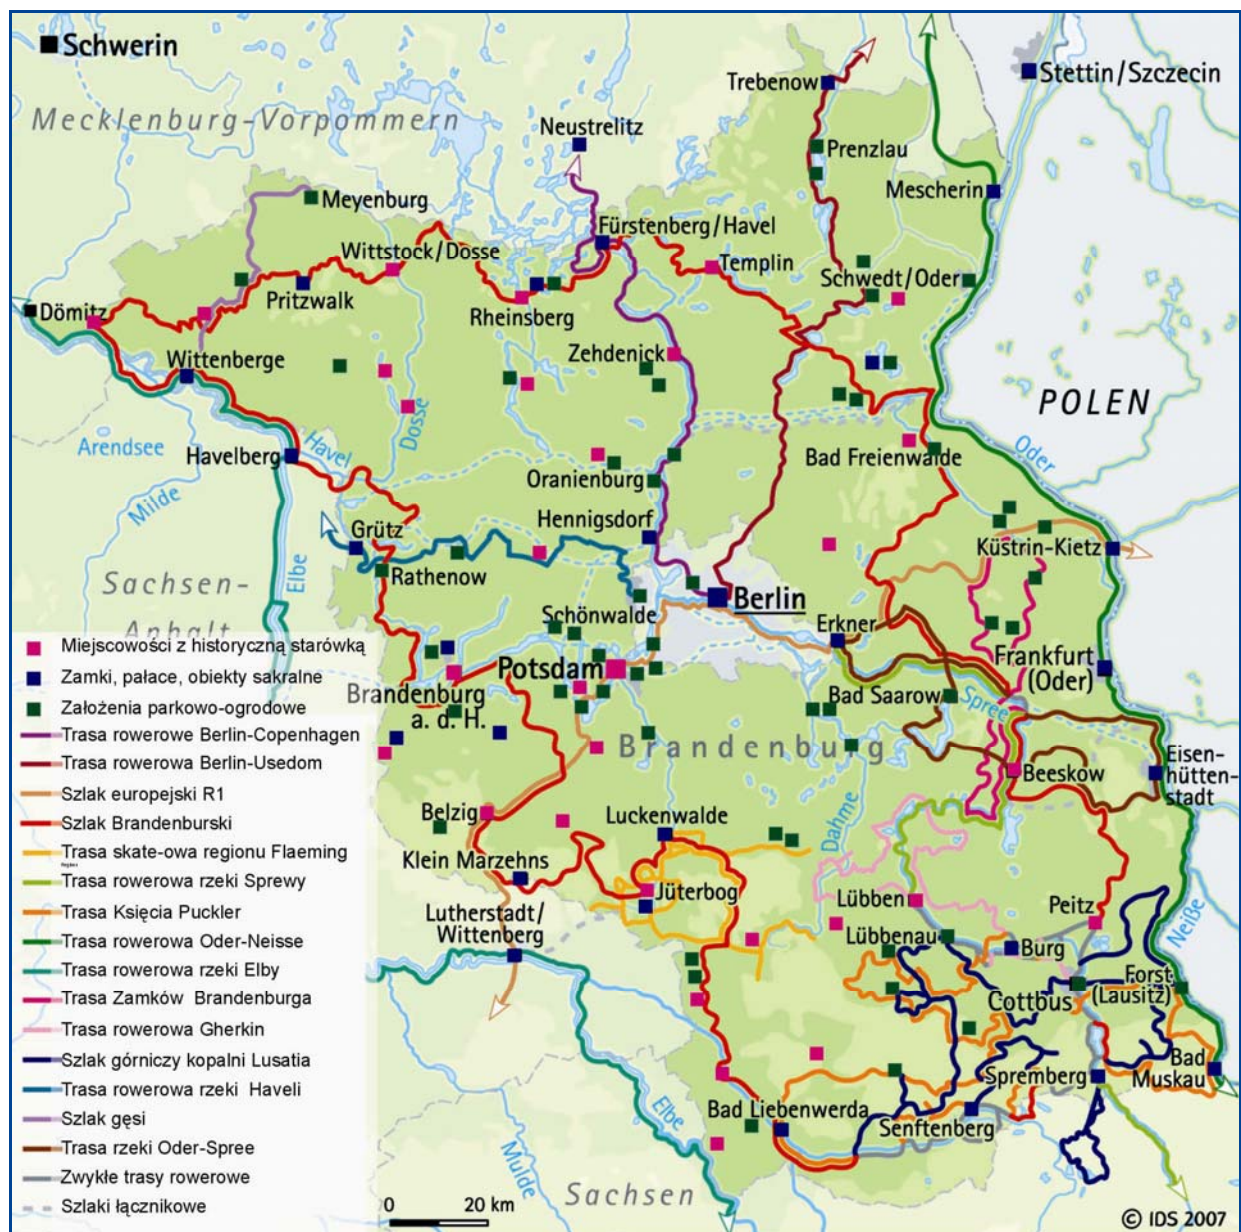 Schwerin
Stettin/Szczecin
Trebenow
Mecklenburg-Vorpommern
Neustrelitz
Prenzlau
Mescherin
Meyenburg
Fürstenberg/Havel
Wittstock/Dosse
Templin
Schwedt/Oder
Pritzwalk
Dömitz
Rheinsberg
Zehdenick
Wittenberge
POLEN
Dosse
Arendsee
Havel
Oder
Havelberg
Bad Freienwalde
Milde
Oranienburg
Hennigsdorf
Grütz
Küstrin-Kietz
Elbe
Rathenow
Sachsen-
Anhalt
Berlin
Schönwalde
Erkner
Potsdam
Frankfurt
(Oder)
Brandenburg
a. d. H.
Bad Saarow
Spree
Brandenburg
Beeskow
Eisen-
hütten-
stadt
Belzig
Luckenwalde
Dahme
Klein Marzehns
Jüterbog
Lübben
Peitz
Neiße
Lutherstadt/
Wittenberg
Lübbenau
Burg
Forst
(Lausitz)
Cottbus
Bad
Muskau
Spremberg
Elbe
Bad Liebenwerda
Senftenberg
Mulde
Sachsen
Miejscowości z historyczną starówką
Zamki, pałace, obiekty sakralne
Założenia parkowo-ogrodowe
Trasa rowerowe Berlin-Copenhagen
Trasa rowerowa Berlin-Usedom
Szlak europejski R1
Szlak Brandenburski
Trasa skate-owa regionu Flaeming
Trasa rowerowa rzeki Sprewy
Trasa Księcia Puckler
Trasa rowerowa Oder-Neisse
Trasa rowerowa rzeki Elby
Trasa Zamków Brandenburga
Trasa rowerowa Gherkin
Szlak górniczy kopalni Lusatia
Trasa rowerowa rzeki Haveli
Szlak gęsi
Trasa rzeki Oder-Spree
Zwykłe trasy rowerowe
Szlaki łącznikowe
0 20 km
© IDS 2007